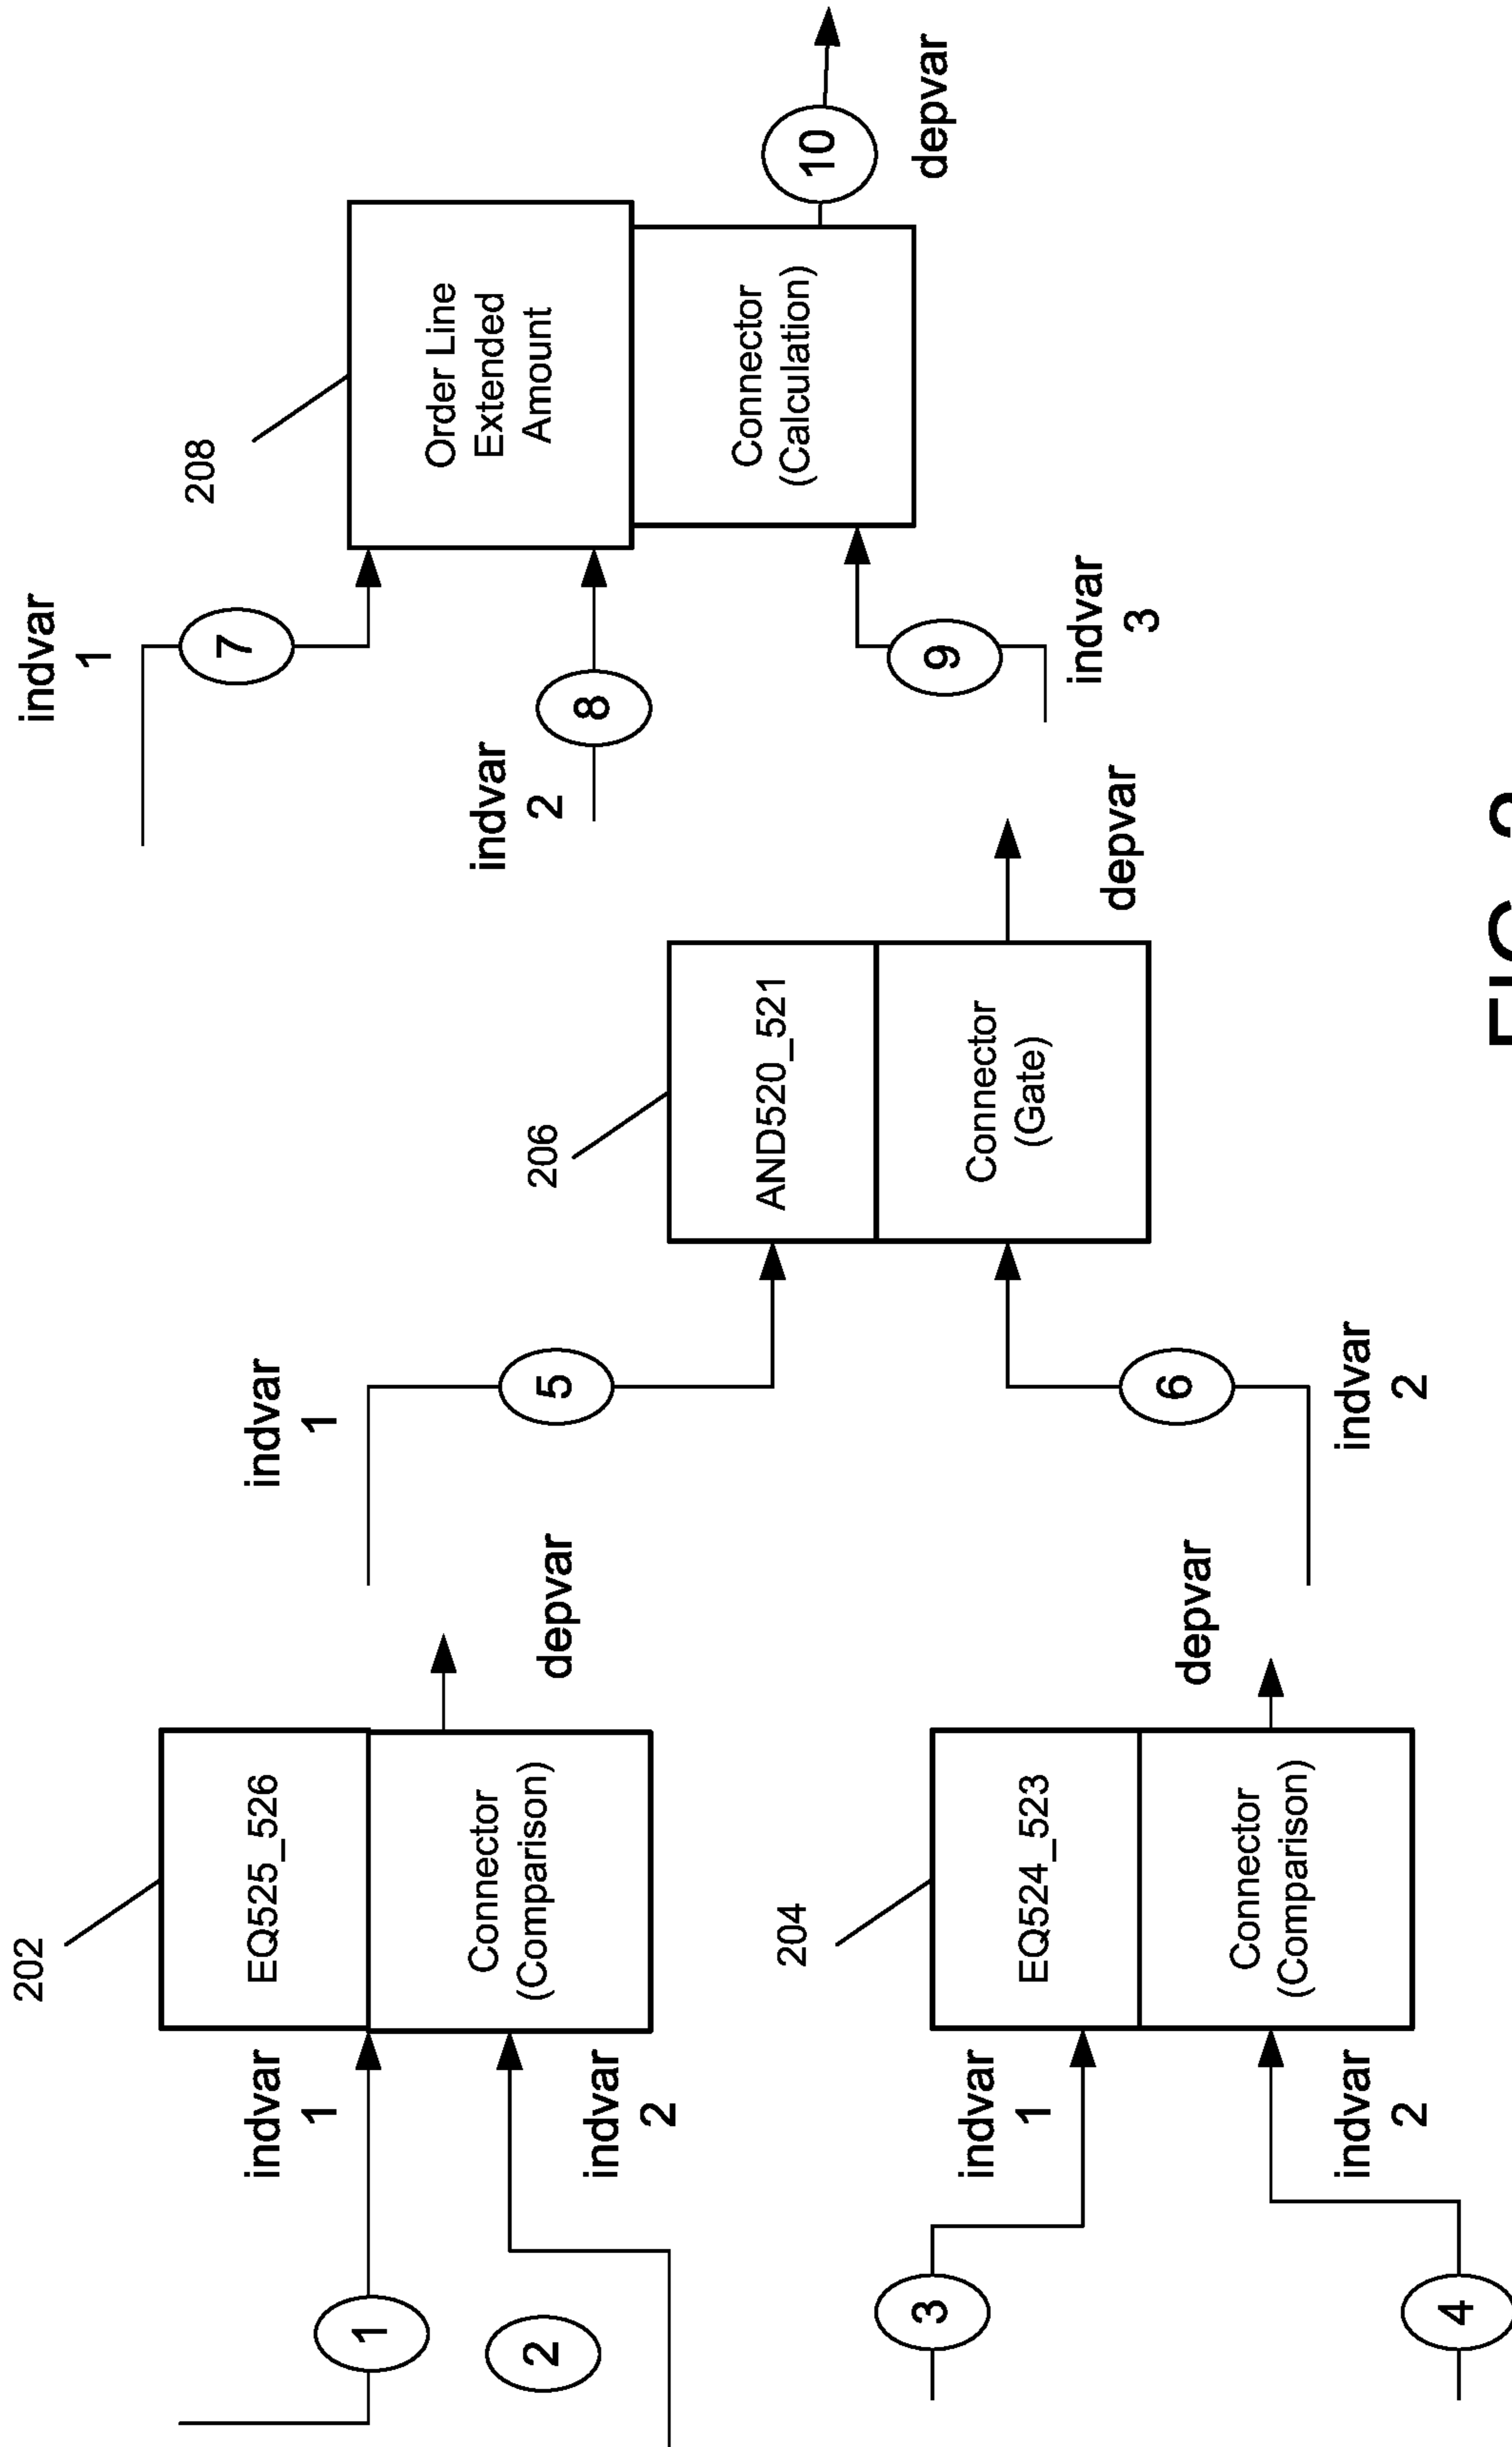 202
EQ525_526
Connector
(Comparison)
indvar
1
indvar
2
depvar
1
2
204
EQ524_523
Connector
(Comparison)
indvar
1
indvar
2
depvar
3
4
indvar
1
5
206
AND520_521
Connector
(Gate)
6
indvar
2
depvar
indvar
1
7
indvar
2
8
208
Order Line
Extended
Amount
Connector
(Calculation)
9
indvar
3
10
depvar